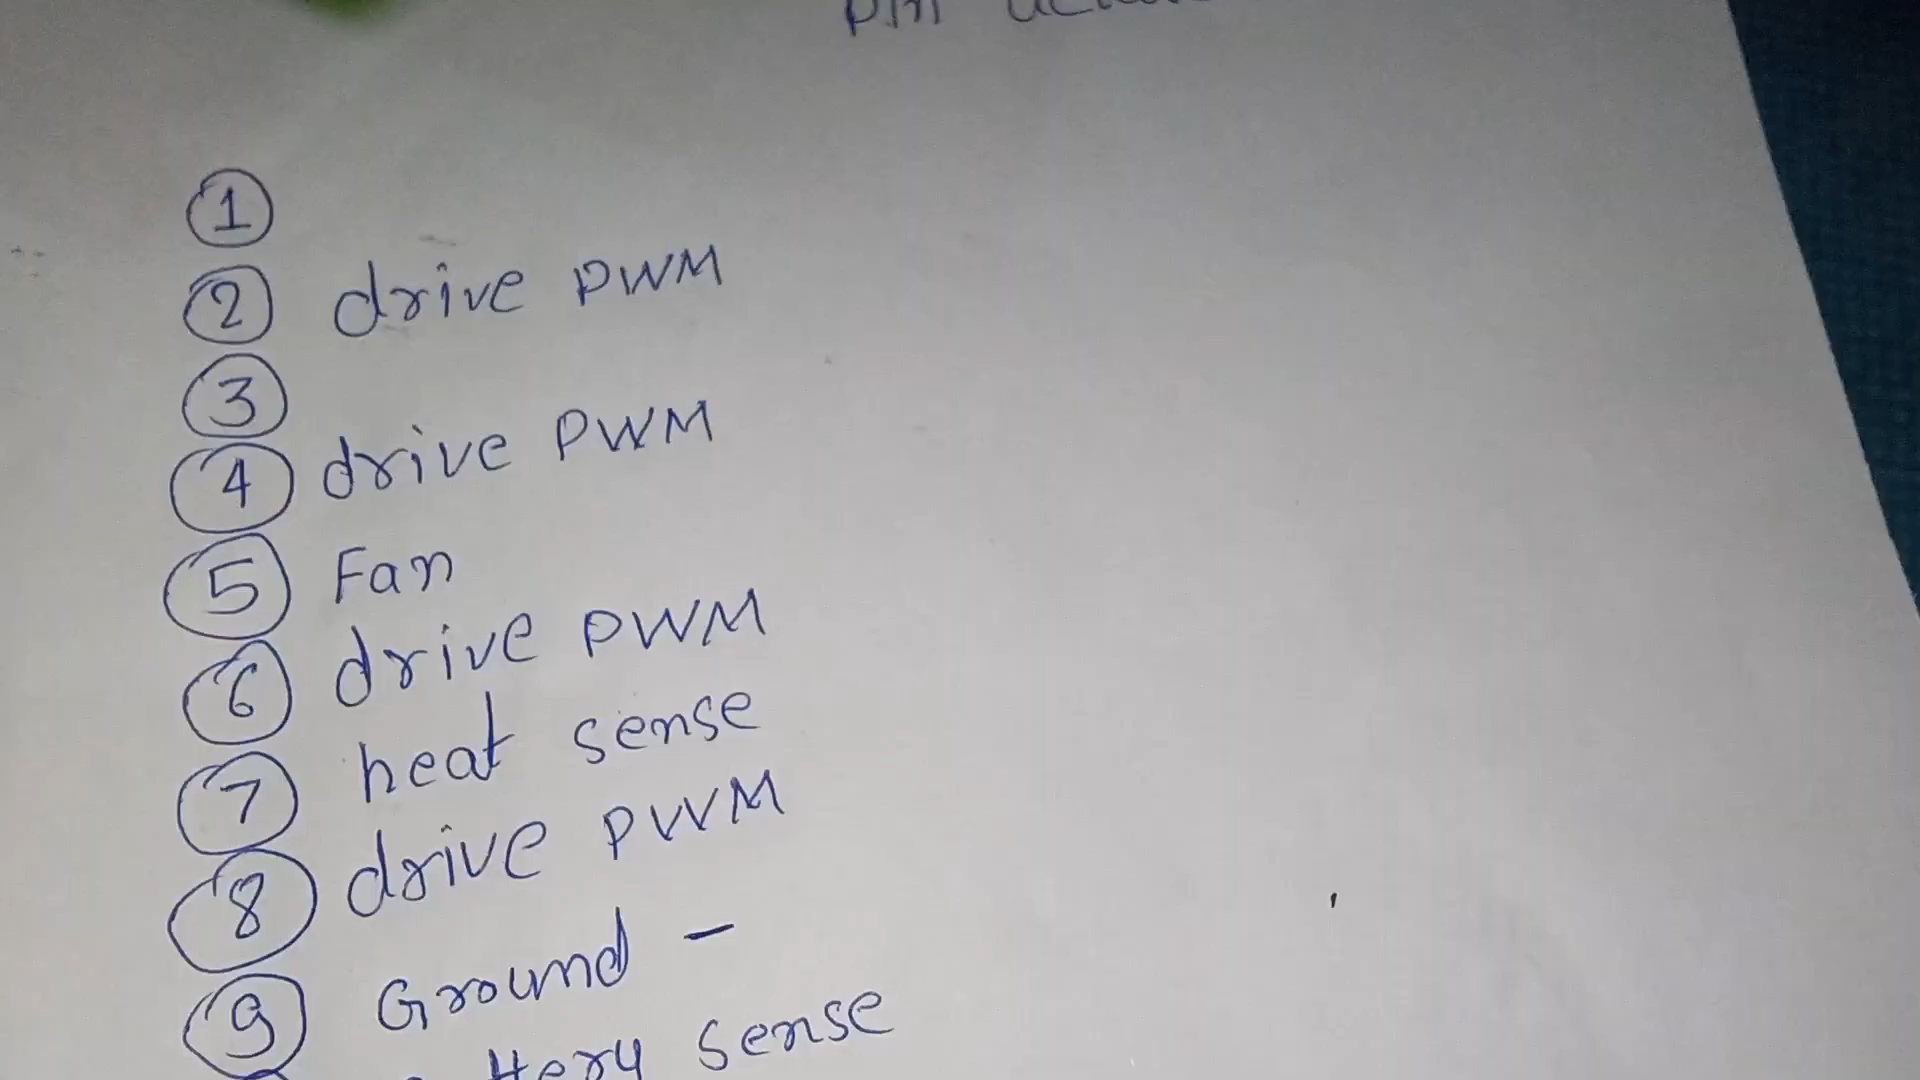 Pin
① 
② drive PWM
③
④ drive PWM
⑤ Fan
⑥ drive PWM
⑦ heat sense
⑧ drive PWM
⑨ Ground -
sense